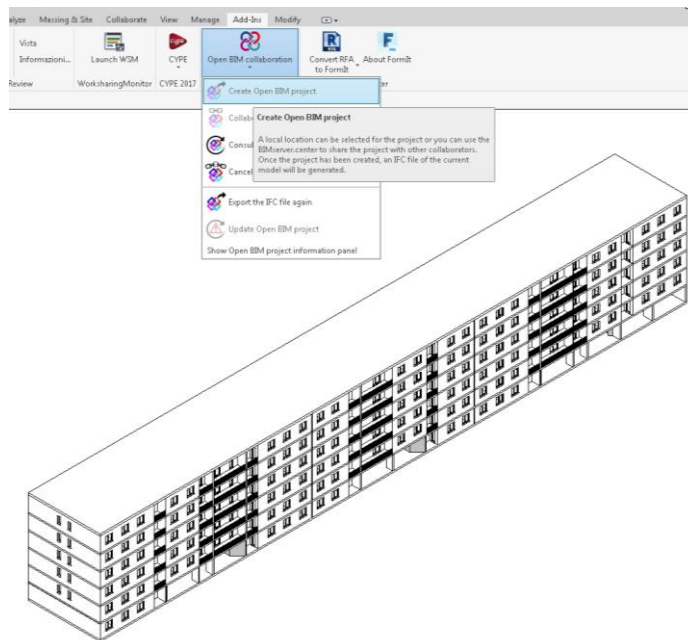 alyze Massing & Site Collaborate View Manage Add-Ins Modify
Vista
Informazioni...
Launch WSM
CYPE
Open BIM collaboration
Convert RFA
to FormIt
About FormIt
Review
WorksharingMonitor
CYPE 2017
ter
Create Open BIM project
Collab
Create Open BIM project
A local location can be selected for the project or you can use the
BIMserver.center to share the project with other collaborators.
Once the project has been created, an IFC file of the current
model will be generated.
Consul
Cancel
Export the IFC file again
Update Open BIM project
Show Open BIM project information panel